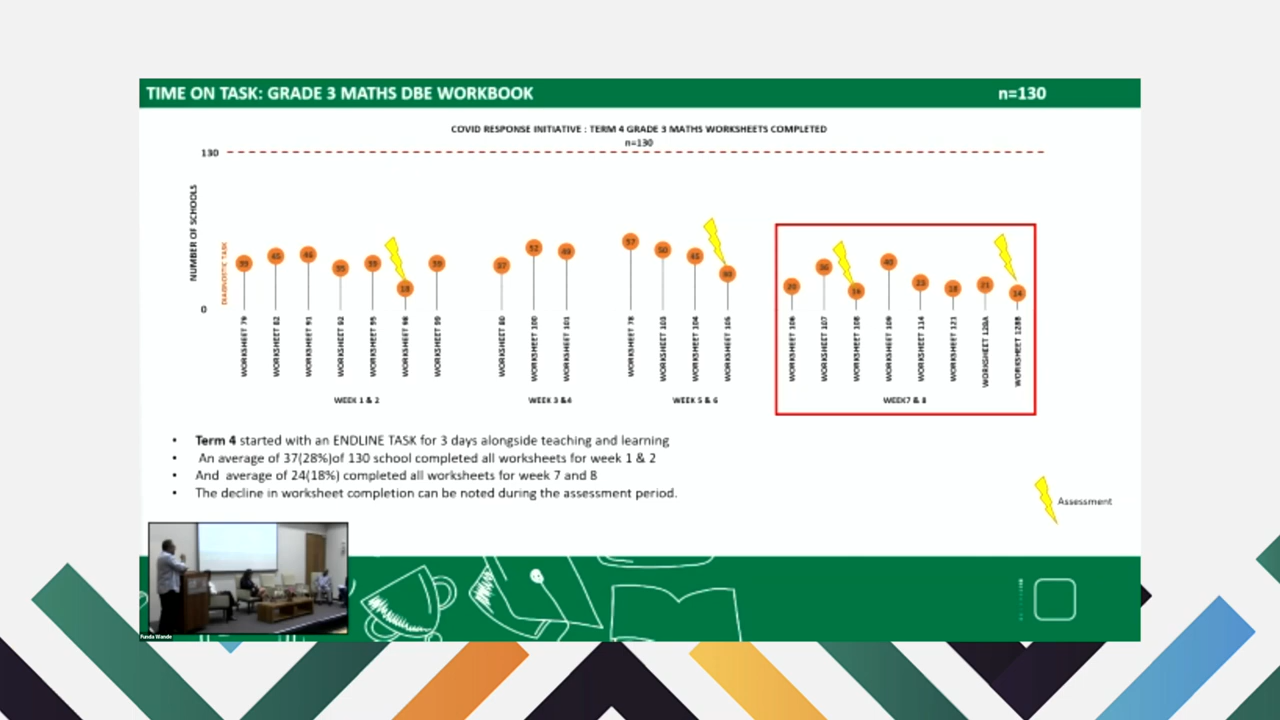 TIME ON TASK: GRADE 3 MATHS DBE WORKBOOK
n=130
COVID RESPONSE INITIATIVE : TERM 4 GRADE 3 MATHS WORKSHEETS COMPLETED
n=130
130
NUMBER OF SCHOOLS
0
DIAGNOSTIC TASK
39
45
46
35
39
18
39
37
52
49
57
50
45
30
20
36
16
40
23
18
21
14
WORKSHEET 79
WORKSHEET 82
WORKSHEET 91
WORKSHEET 92
WORKSHEET 95
WORKSHEET 98
WORKSHEET 99
WORKSHEET 80
WORKSHEET 100
WORKSHEET 101
WORKSHEET 78
WORKSHEET 103
WORKSHEET 104
WORKSHEET 105
WORKSHEET 106
WORKSHEET 107
WORKSHEET 108
WORKSHEET 109
WORKSHEET 114
WORKSHEET 121
WORKSHEET 128A
WORKSHEET 128B
WEEK 1 & 2
WEEK 3 &4
WEEK 5 & 6
WEEK7 & 8
• Term 4 started with an ENDLINE TASK for 3 days alongside teaching and learning
• An average of 37(28%)of 130 school completed all worksheets for week 1 & 2
• And average of 24(18%) completed all worksheets for week 7 and 8
• The decline in worksheet completion can be noted during the assessment period.
Assessment
Funda Wande